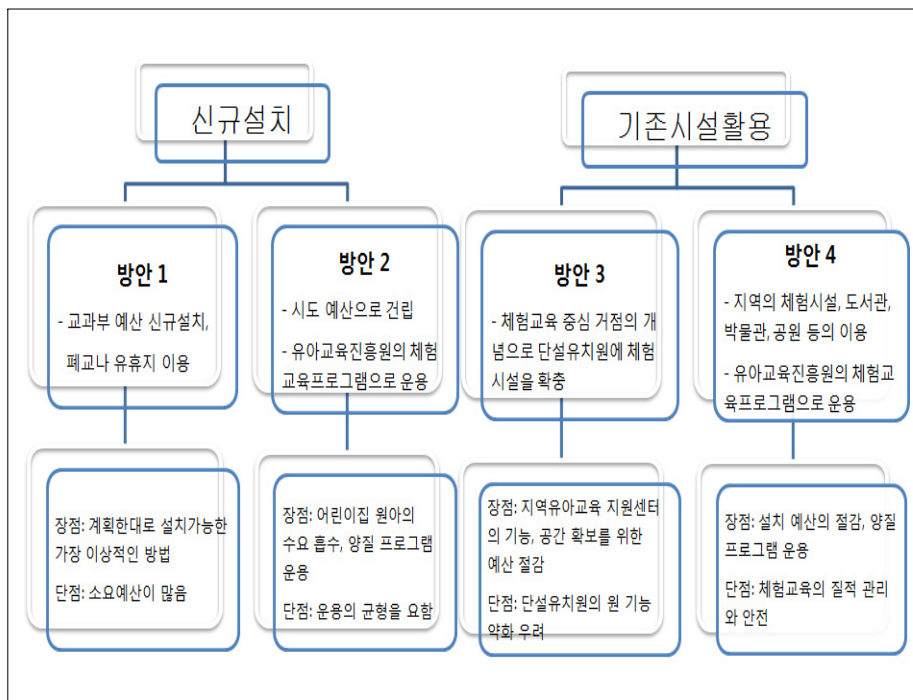 신규설치
기존시설활용
방안 1
- 교과부 예산 신규설치,
폐교나 유휴지 이용
방안 2
- 시도 예산으로 건립
- 유아교육진흥원의 체험
교육프로그램으로 운용
방안 3
- 체험교육 중심 거점의 개
념으로 단설유치원에 체험
시설을 확충
방안 4
- 지역의 체험시설, 도서관,
박물관, 공원 등의 이용
- 유아교육진흥원의 체험교
육프로그램으로 운용
장점: 계획한대로 설치가능한
가장 이상적인 방법
단점: 소요예산이 많음
장점: 어린이집 원아의
수요 흡수, 양질 프로그램
운용
단점: 운용의 균형을 요함
장점: 지역유아교육 지원센터
의 기능, 공간 확보를 위한
예산 절감
단점: 단설유치원의 원 기능
약화 우려
장점: 설치 예산의 절감, 양질
프로그램 운용
단점: 체험교육의 질적 관리
와 안전